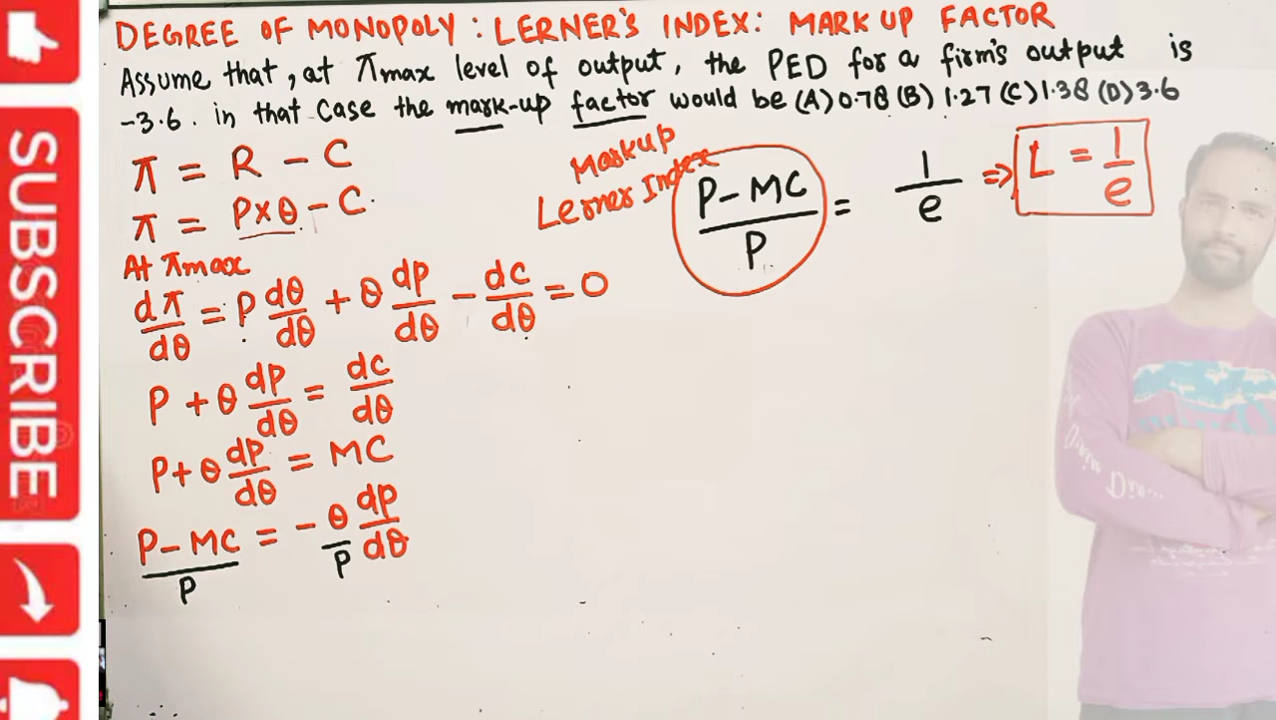 DEGREE OF MONOPOLY : LERNER'S INDEX: MARK UP FACTOR
Assume that, at πmax level of output, the PED for a firm's output is
-3.6. in that case the mark-up factor would be (A) 0.78 (B) 1.27 (C) 1.38 (D) 3.6
π = R - C
π = P×θ - C.
At πmax
dπ/dθ = P dθ/dθ + θ dp/dθ - dc/dθ = 0
P + θ dp/dθ = dc/dθ
P + θ dp/dθ = MC
P - MC/P = -θ/P dp/dθ
Markup
Lerner Index
P - MC/P = 1/e ⇒ L = 1/e
SUBSCRIBE